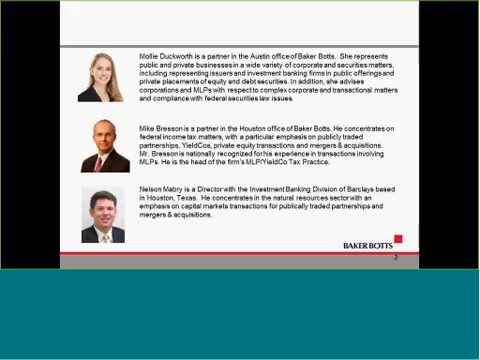 Mollie Duckworth is a partner in the Austin office of Baker Botts.  She represents
public and private businesses in a wide variety of corporate and securities matters,
including representing issuers and investment banking firms in public offerings and
private placements of equity and debt securities. In addition, she advises
corporations and MLPs with respect to complex corporate and transactional matters
and compliance with federal securities law issues.
Mike Bresson is a partner in the Houston office of Baker Botts. He concentrates on
federal income tax matters, with a particular emphasis on publicly traded
partnerships, YieldCos, private equity transactions and mergers & acquisitions.
Mr. Bresson is nationally recognized for his experience in transactions involving
MLPs. He is the head of the firm's MLP/YieldCo Tax Practice.
Nelson Mabry is a Director with the Investment Banking Division of Barclays based
in Houston, Texas.  He concentrates in the natural resources sector with an
emphasis on capital markets transactions for publically traded partnerships and
mergers & acquisitions.
BAKER BOTTS
2